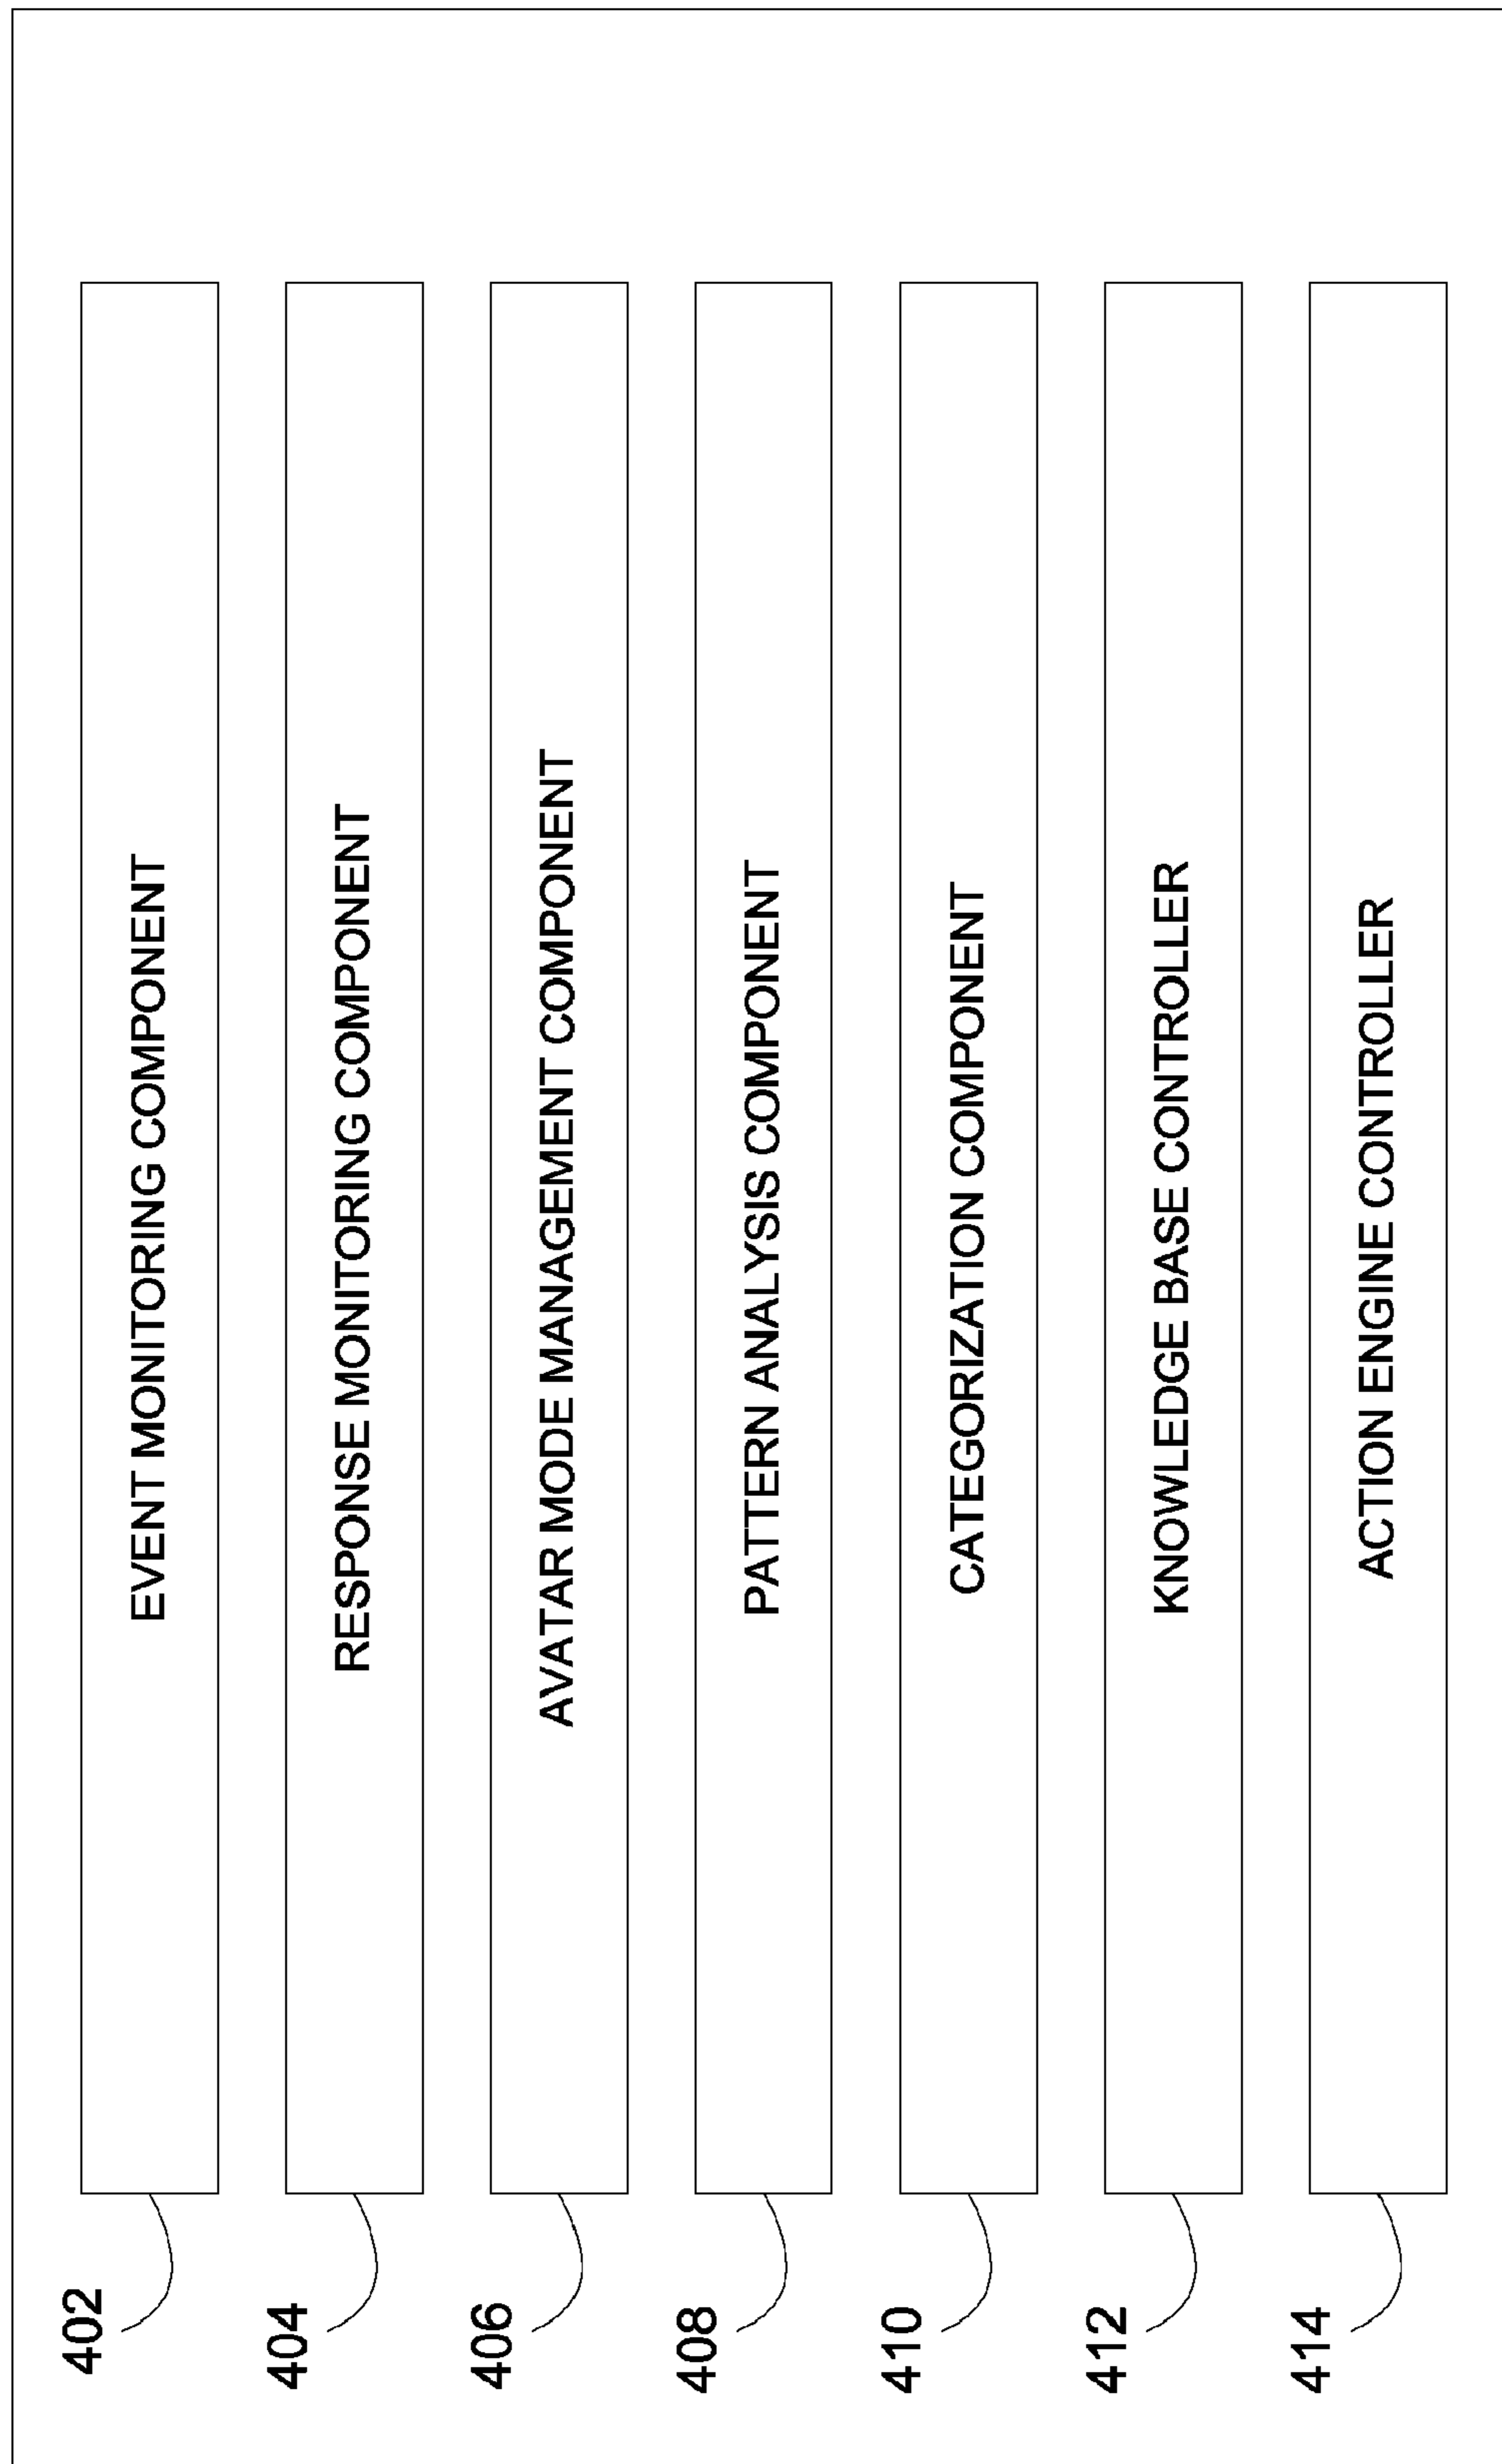 402
EVENT MONITORING COMPONENT
404
RESPONSE MONITORING COMPONENT
406
AVATAR MODE MANAGEMENT COMPONENT
408
PATTERN ANALYSIS COMPONENT
410
CATEGORIZATION COMPONENT
412
KNOWLEDGE BASE CONTROLLER
414
ACTION ENGINE CONTROLLER